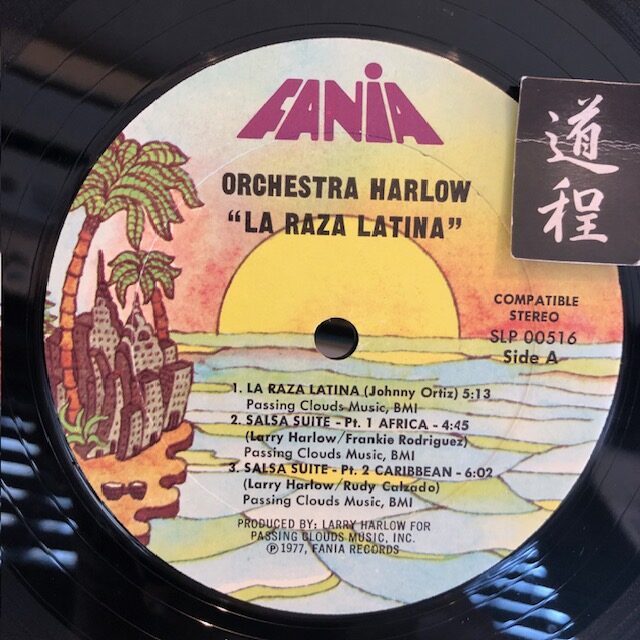 FANIA
ORCHESTRA HARLOW
“LA RAZA LATINA”
道程
COMPATIBLE
STEREO
SLP 00516
Side A
1. LA RAZA LATINA (Johnny Ortiz) 5:13
Passing Clouds Music, BMI
2. SALSA SUITE - Pt. 1 AFRICA - 4:45
(Larry Harlow/Frankie Rodriguez)
Passing Clouds Music, BMI
3. SALSA SUITE - Pt. 2 CARIBBEAN - 6:02
(Larry Harlow/Rudy Calzado)
Passing Clouds Music, BMI
PRODUCED BY: LARRY HARLOW FOR
PASSING CLOUDS MUSIC, INC.
℗ 1977, FANIA RECORDS